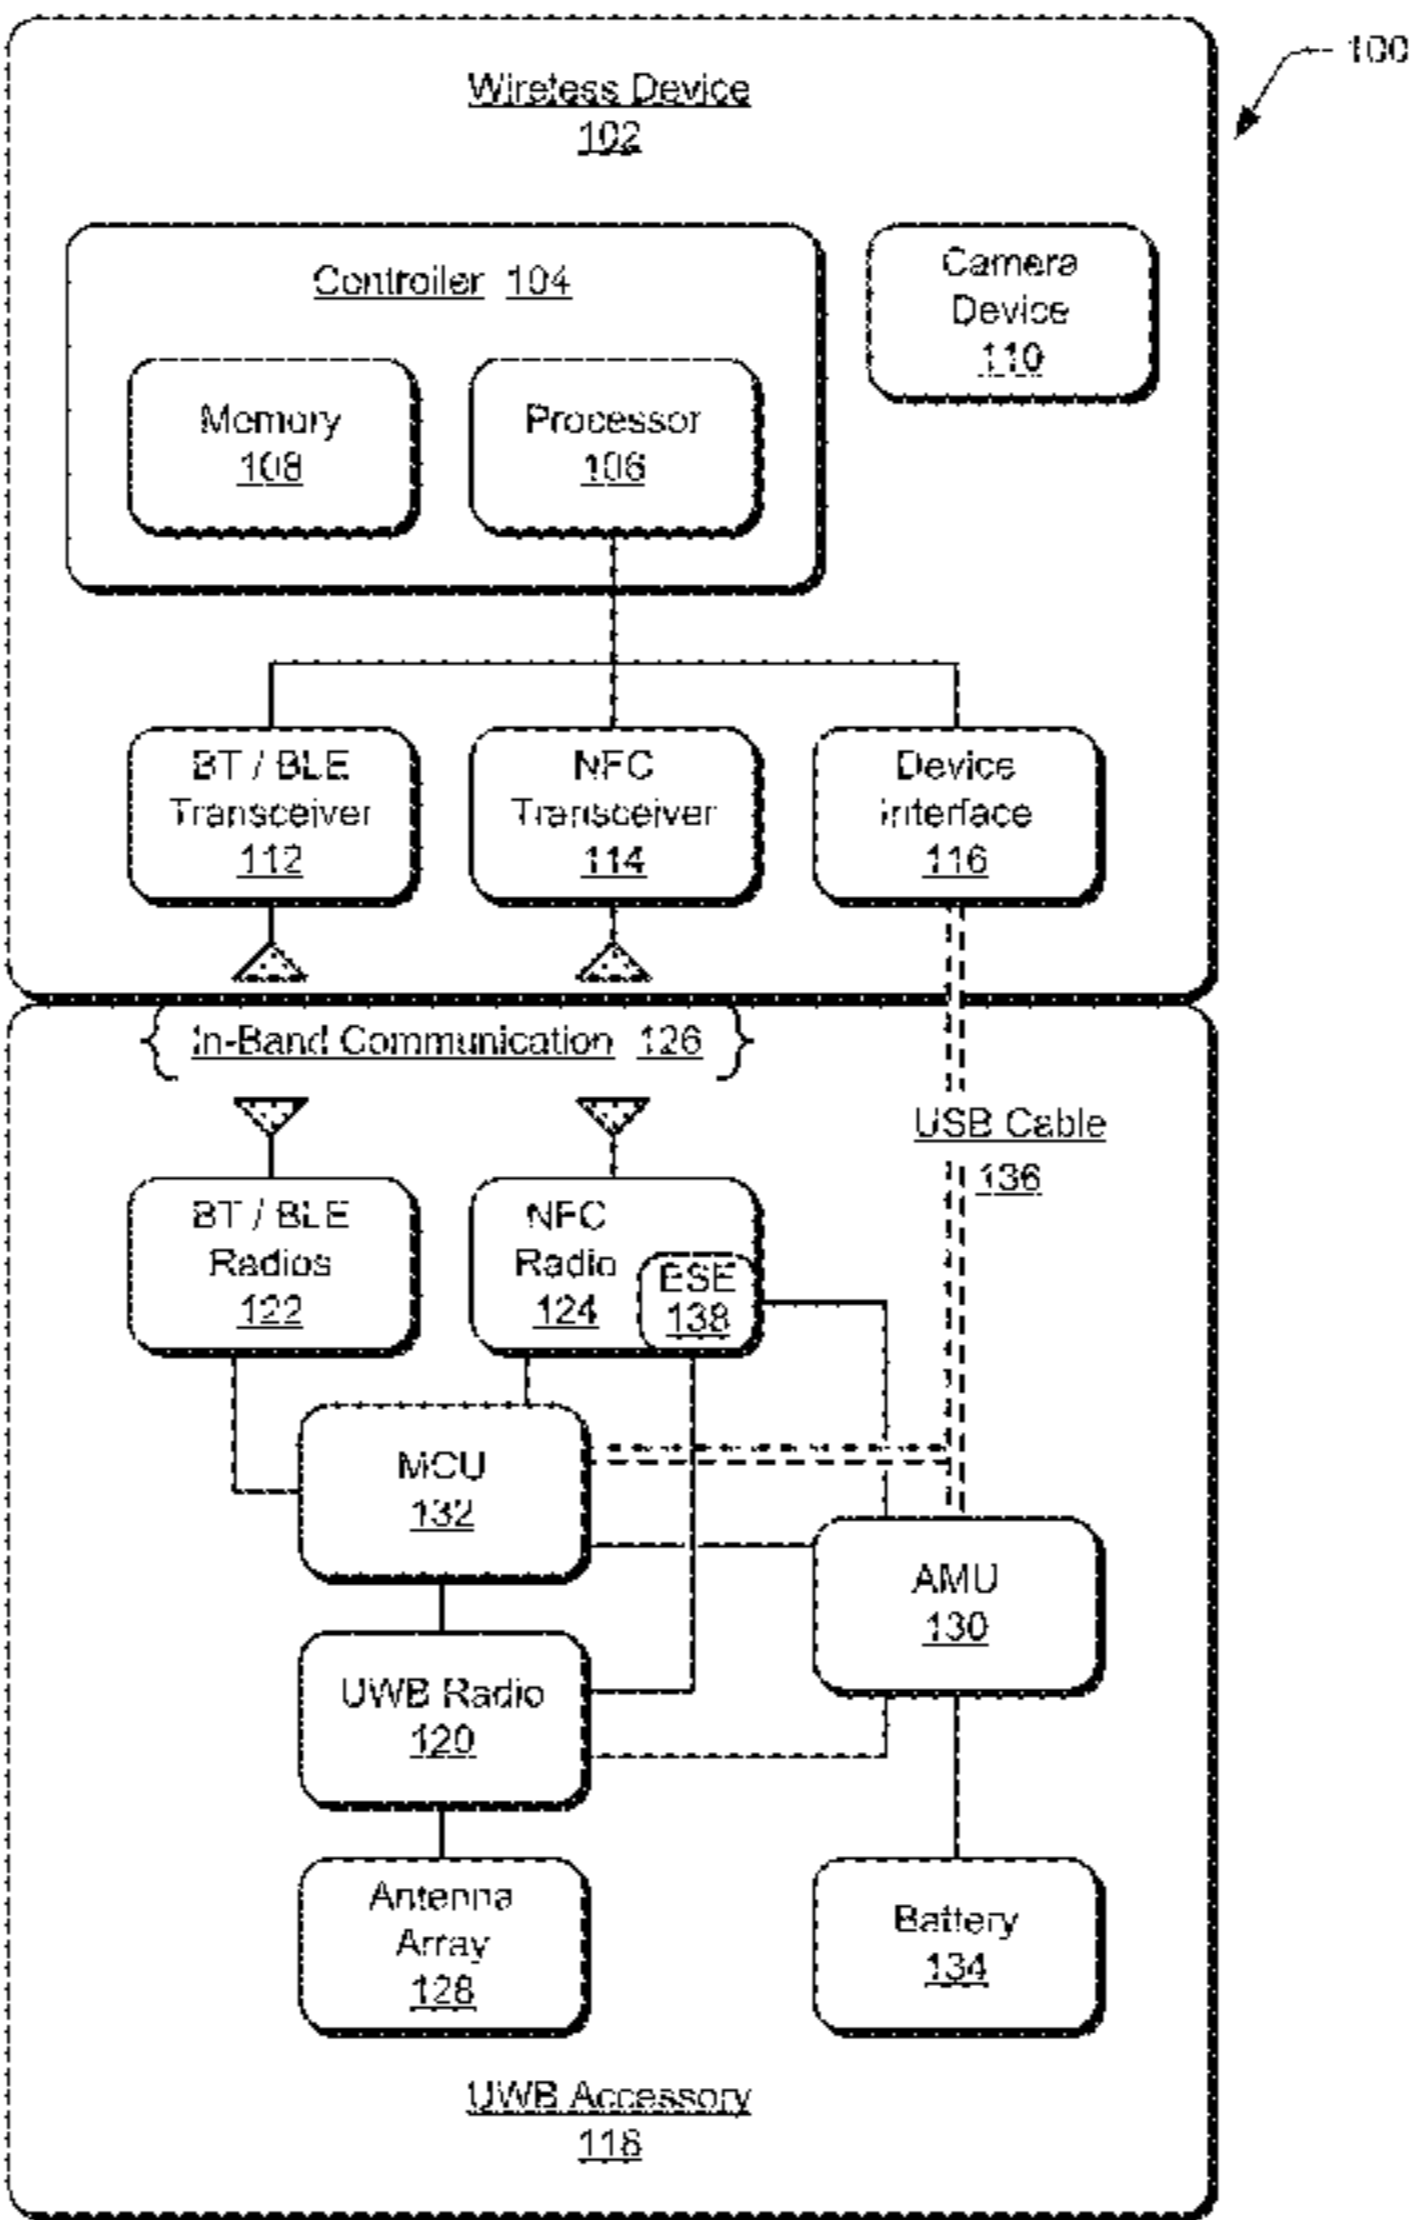 100
Wireless Device
102
Controller 104
Camera
Device
110
Memory
108
Processor
106
BT / BLE
Transceiver
112
NFC
Transceiver
114
Device
Interface
116
In-Band Communication 126
USB Cable
136
BT / BLE
Radios
122
NFC
Radio
124
ESE
138
MCU
132
AMU
130
UWB Radio
120
Antenna
Array
128
Battery
134
UWB Accessory
118